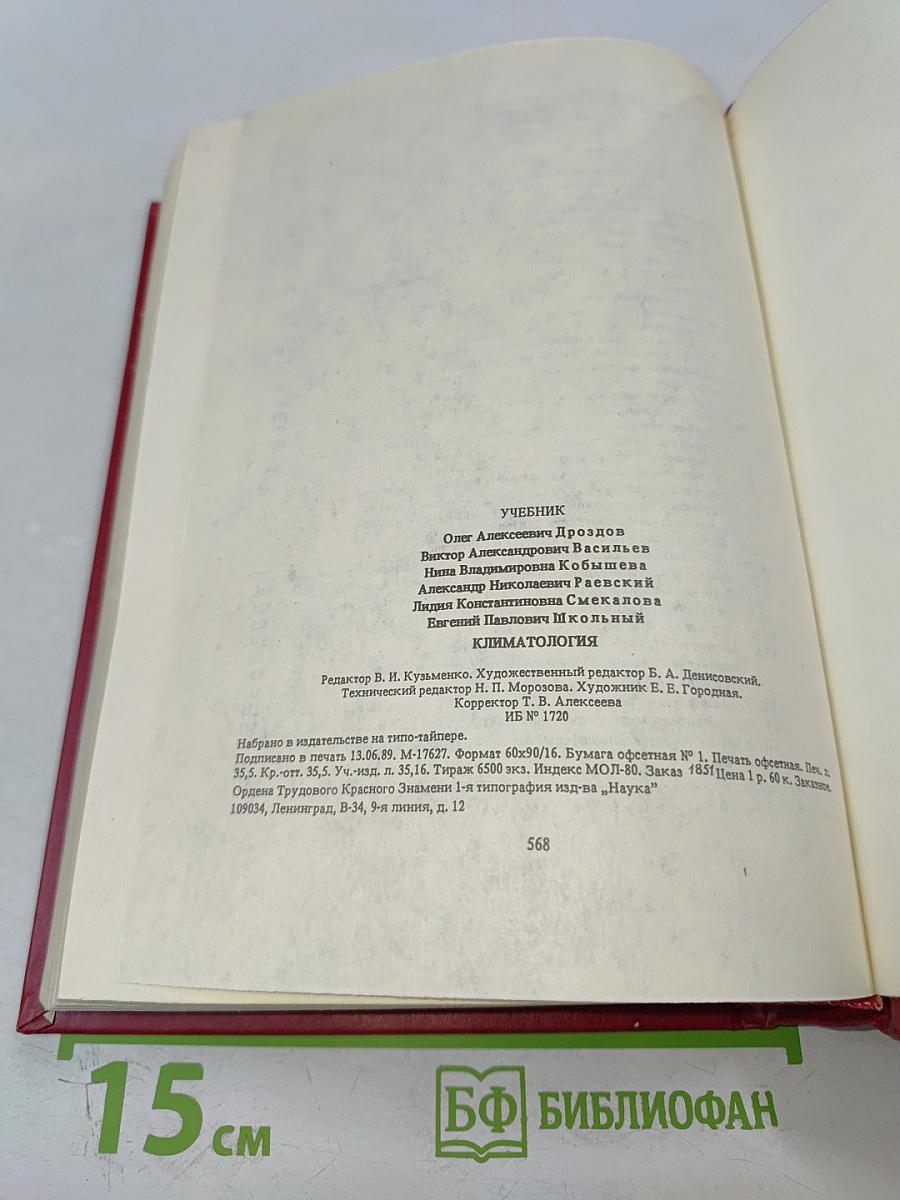 УЧЕБНИК
Олег Алексеевич Дроздов
Виктор Александрович Васильев
Нина Владимировна Кобышева
Александр Николаевич Раевский
Лидия Константиновна Смекалова
Евгений Павлович Школьный
КЛИМАТОЛОГИЯ
Редактор В. И. Кузьменко. Художественный редактор Б. А. Денисовский.
Технический редактор Н. П. Морозова. Художник Е. Е. Городная.
Корректор Т. В. Алексеева
ИБ № 1720
Набрано в издательстве на типо-тайпере.
Подписано в печать 13.06.89. М-17627. Формат 60х90/16. Бумага офсетная № 1. Печать офсетная. Печ. л.
35,5. Кр.-отт. 35,5. Уч.-изд. л. 35,16. Тираж 6500 экз. Индекс МОЛ-80. Заказ 1851 Цена 1 р. 60 к. Заказное.
Ордена Трудового Красного Знамени 1-я типография изд-ва „Наука”
109034, Ленинград, В-34, 9-я линия, д. 12
568
15 см
БФ БИБЛИОФАН